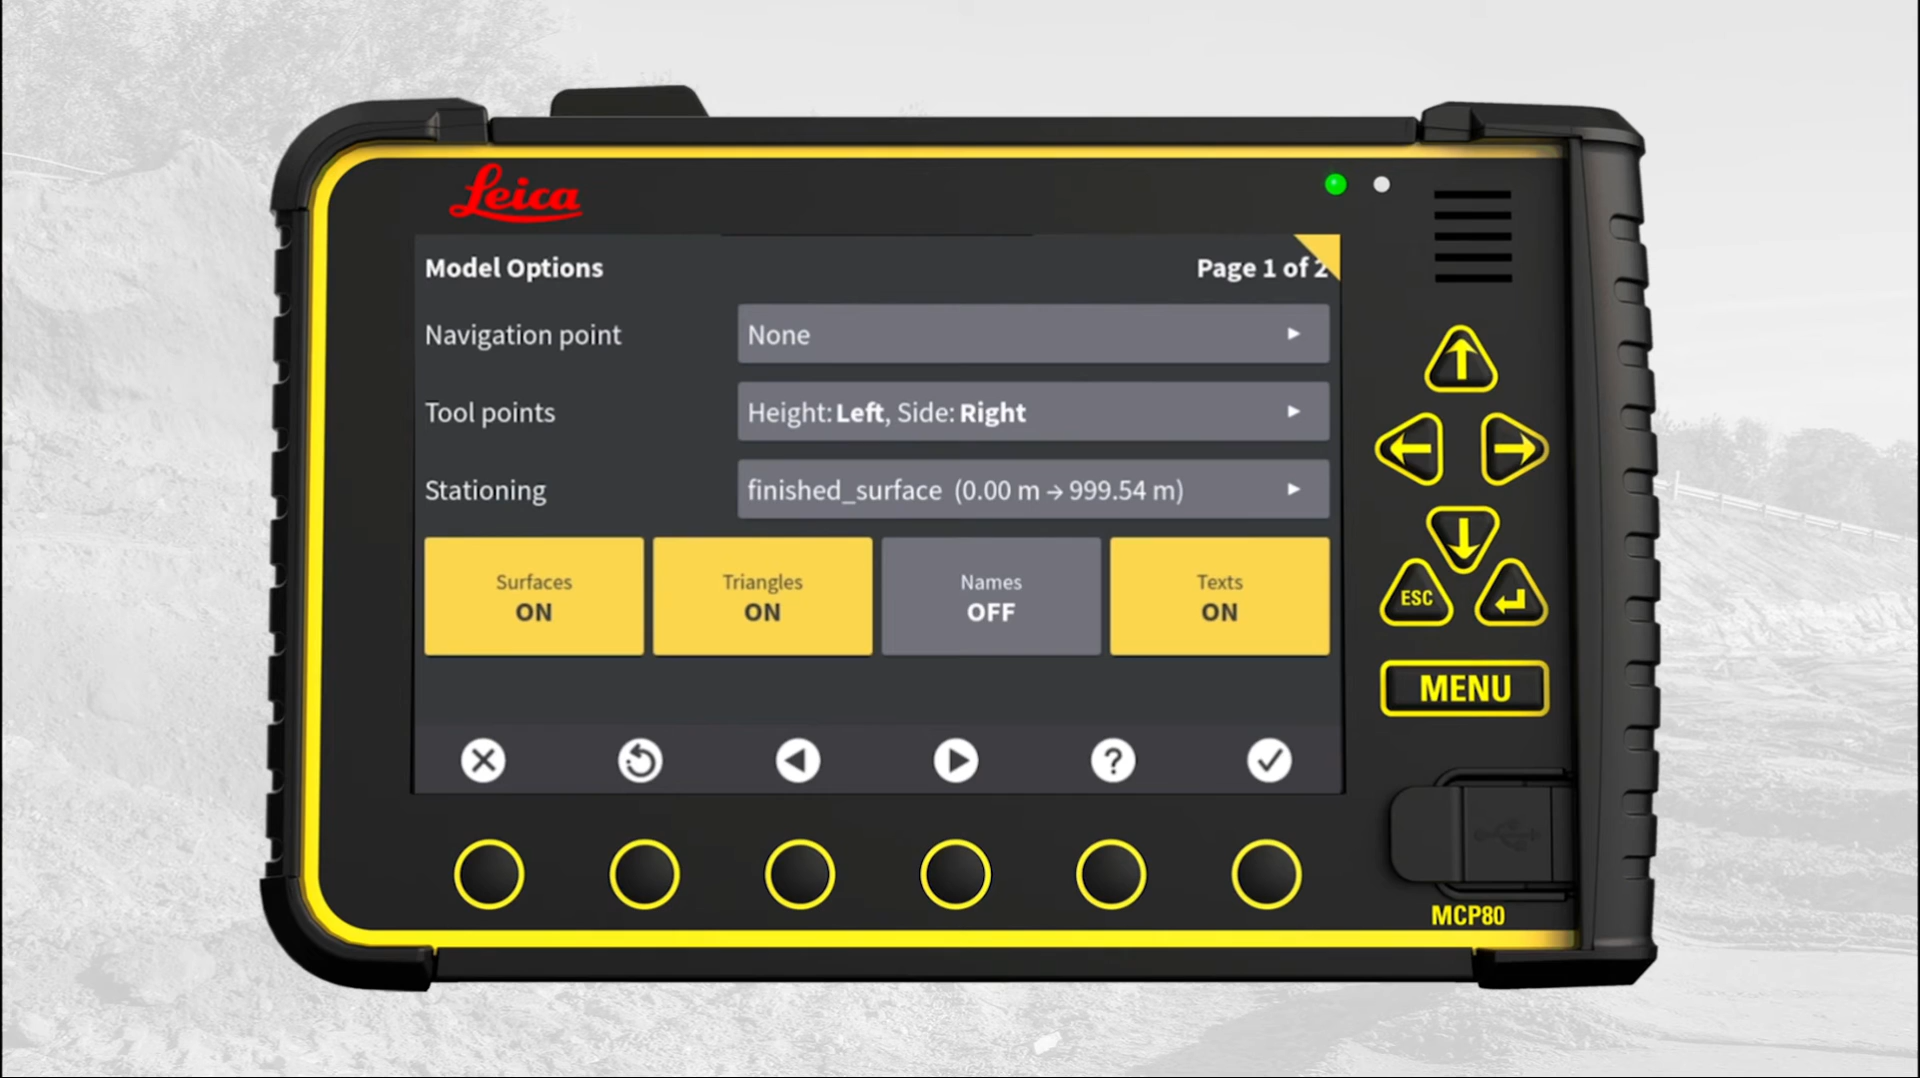 Leica
Model Options
Page 1 of 2
Navigation point
None
Tool points
Height: Left, Side: Right
Stationing
finished_surface (0.00 m → 999.54 m)
Surfaces
ON
Triangles
ON
Names
OFF
Texts
ON
?
ESC
MENU
MCP80